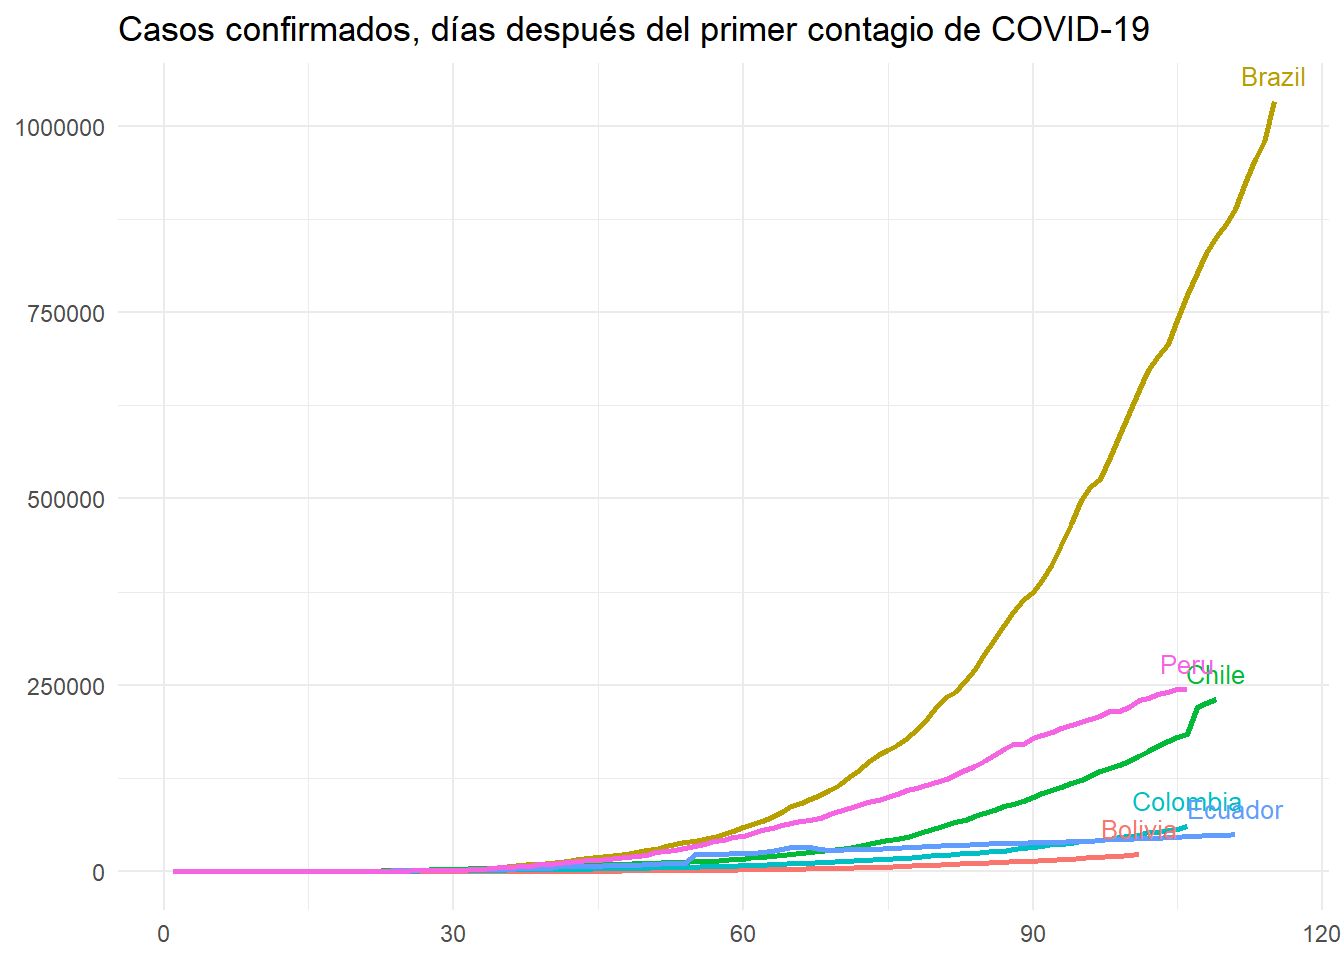 Casos confirmados, días después del primer contagio de COVID-19
Brazil
1000000
750000
500000
Peru
Chile
250000
Colombia
Ecuador
Bolivia
0
0 30 60 90 120